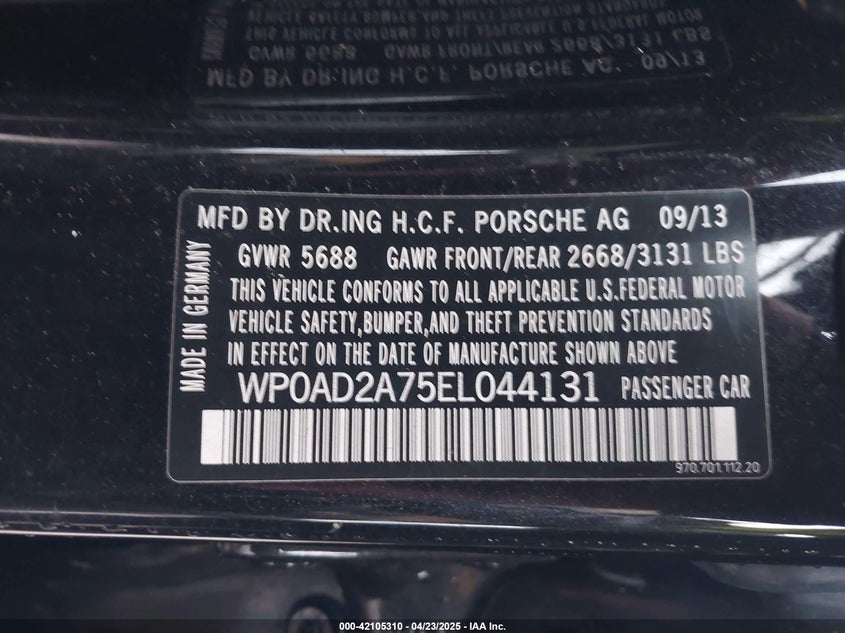 MFD BY DR.ING H.C.F. PORSCHE AG 09/13
GVWR 5688 GAWR FRONT/REAR 2668/3131 LBS
THIS VEHICLE CONFORMS TO ALL APPLICABLE U.S.FEDERAL MOTOR
VEHICLE SAFETY,BUMPER,AND THEFT PREVENTION STANDARDS
IN EFFECT ON THE DATE OF MANUFACTURE SHOWN ABOVE
WP0AD2A75EL044131 PASSENGER CAR
970.701.112.20
MADE IN GERMANY
000-42105310 - 04/23/2025 - IAA Inc.